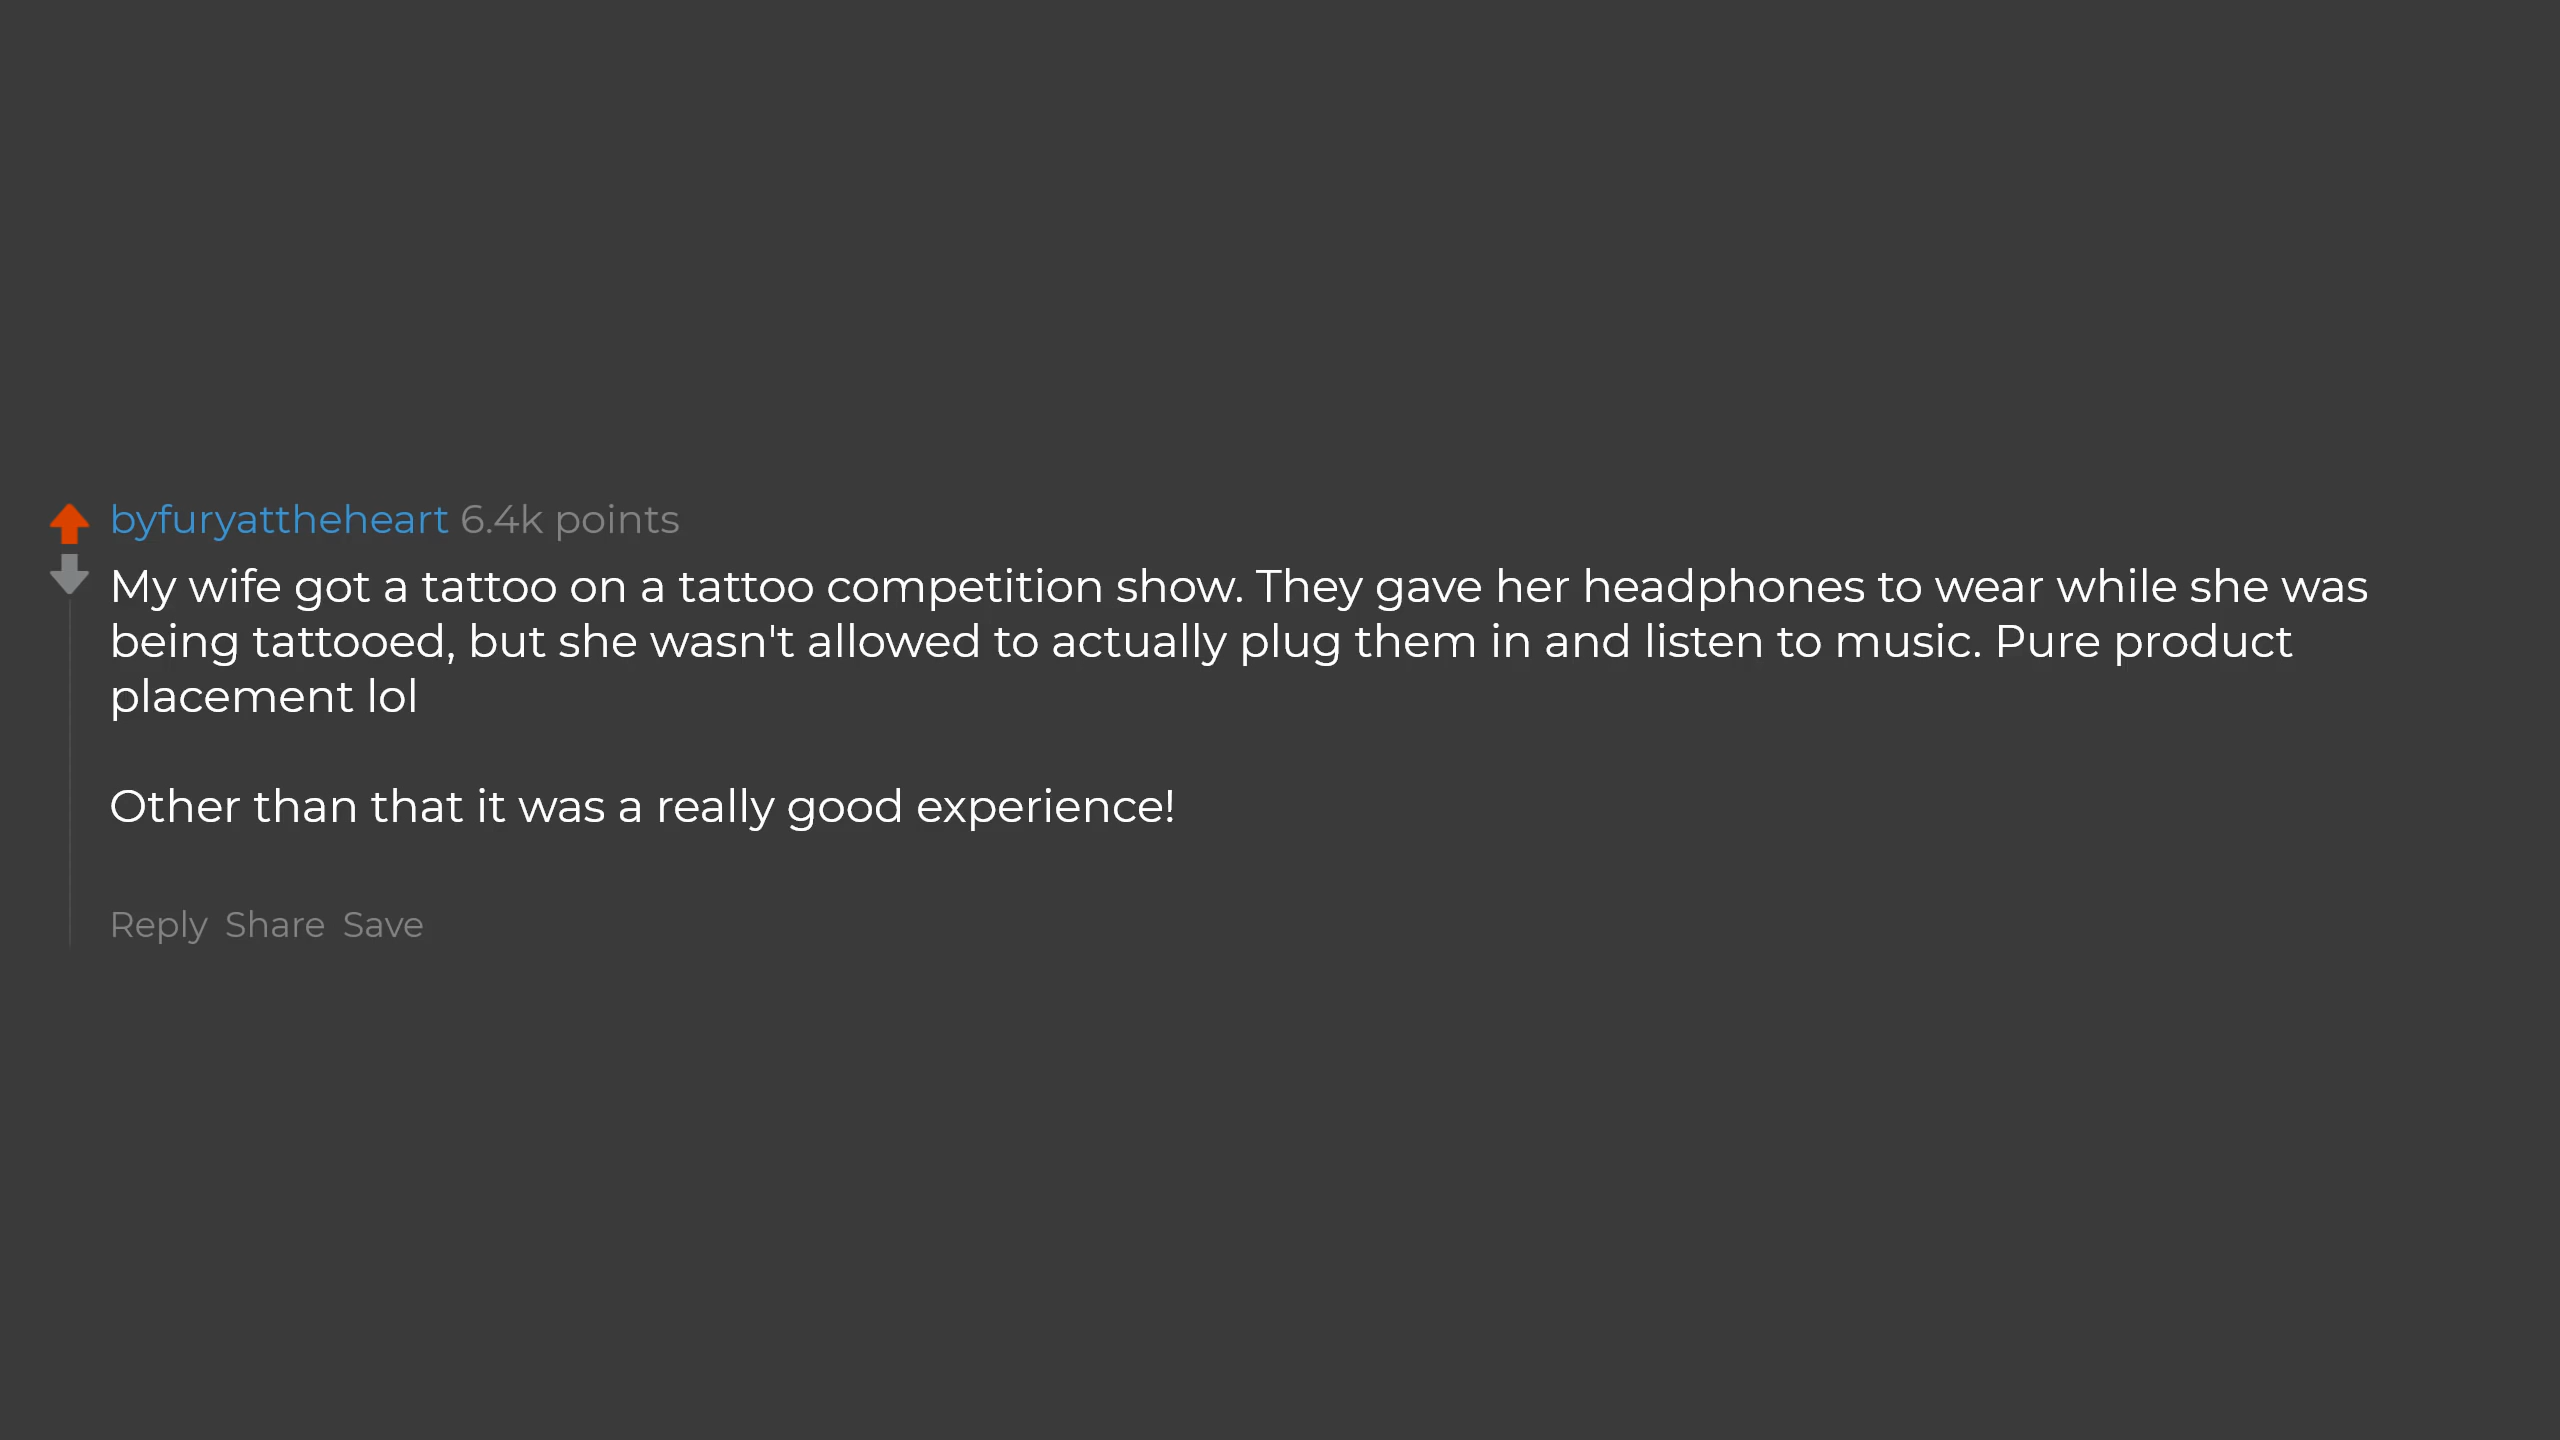 byfuryattheheart 6.4k points
My wife got a tattoo on a tattoo competition show. They gave her headphones to wear while she was
being tattooed, but she wasn't allowed to actually plug them in and listen to music. Pure product
placement lol
Other than that it was a really good experience!
Reply Share Save